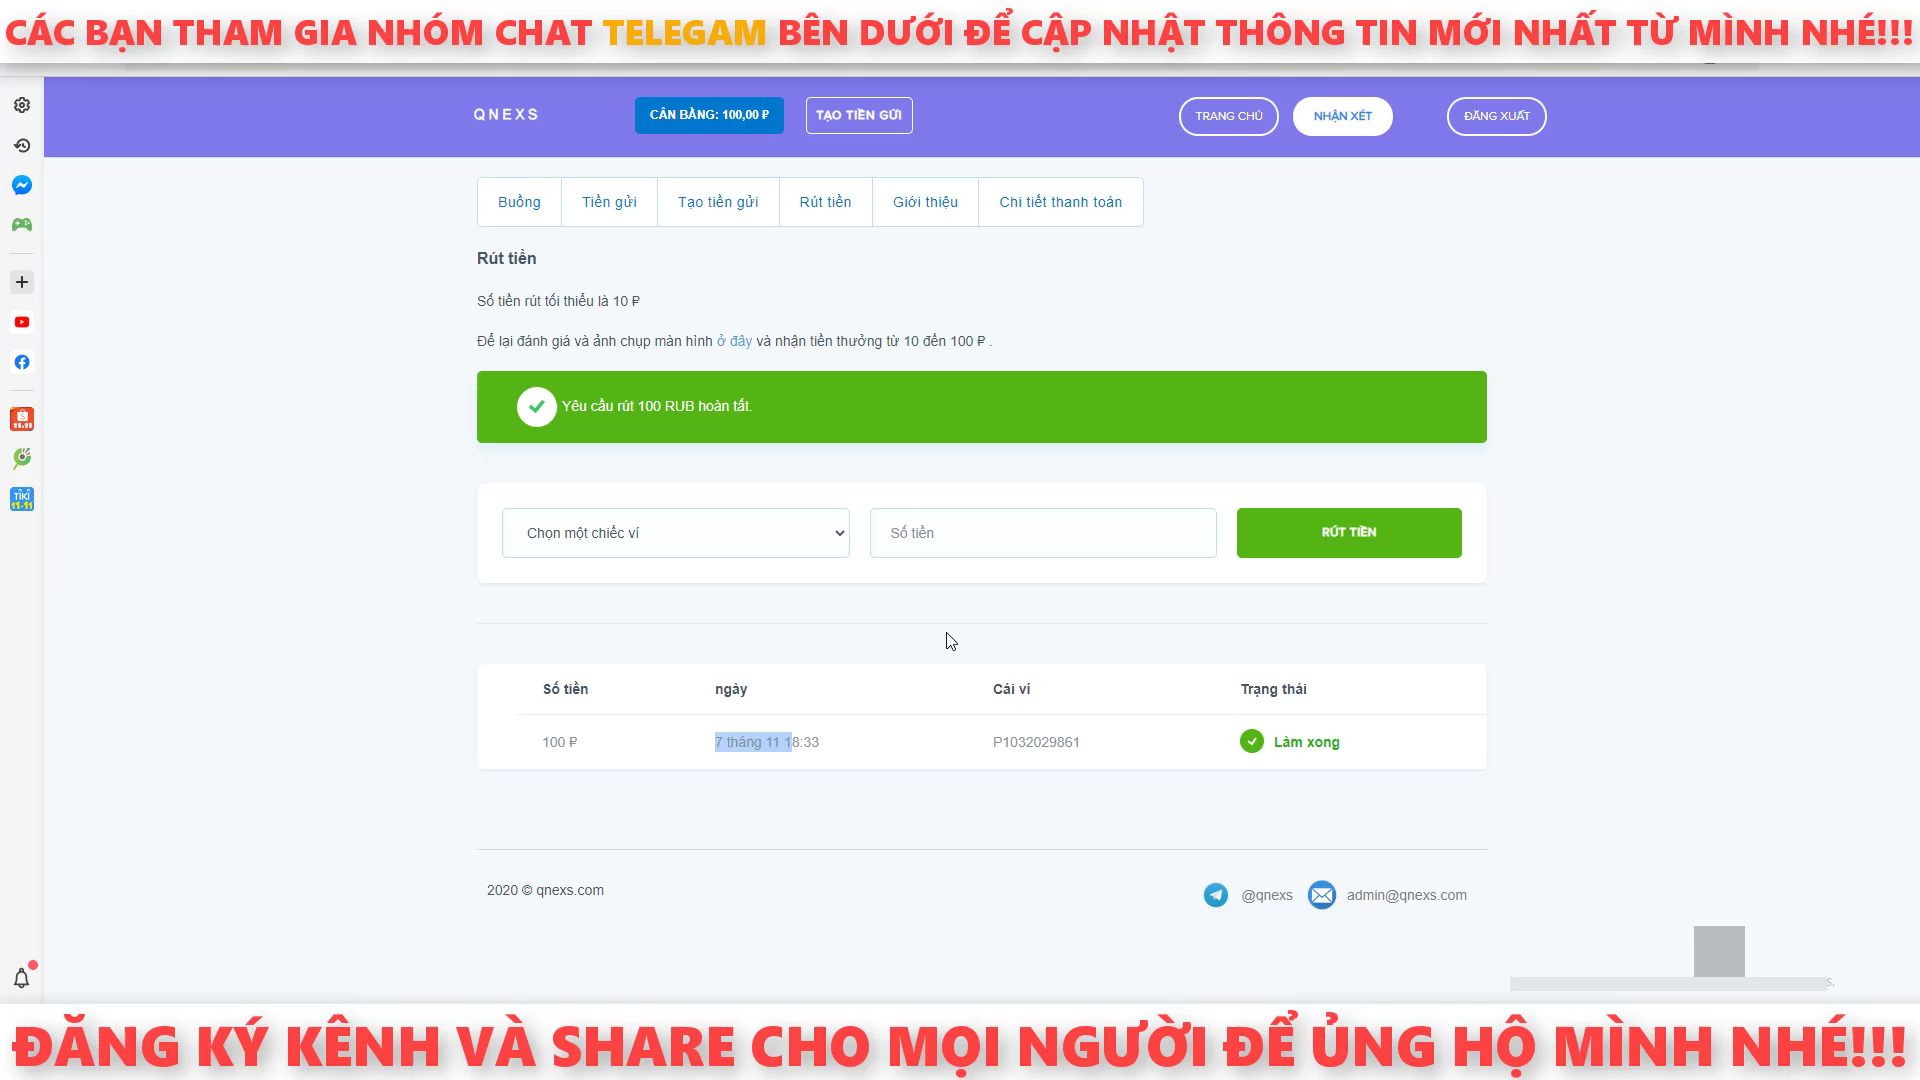 CÁC BẠN THAM GIA NHÓM CHAT TELEGAM BÊN DƯỚI ĐỂ CẬP NHẬT THÔNG TIN MỚI NHẤT TỪ MÌNH NHÉ!!!
QNEXS
CÂN BẰNG: 100,00 ₽
TẠO TIỀN GỬI
TRANG CHỦ
NHẬN XÉT
ĐĂNG XUẤT
Buồng
Tiền gửi
Tạo tiền gửi
Rút tiền
Giới thiệu
Chi tiết thanh toán
Rút tiền
Số tiền rút tối thiểu là 10 ₽
Để lại đánh giá và ảnh chụp màn hình ở đây và nhận tiền thưởng từ 10 đến 100 ₽ .
Yêu cầu rút 100 RUB hoàn tất.
Chọn một chiếc ví
Số tiền
RÚT TIỀN
11.11
TIKI
11.11
Số tiền
ngày
Cái ví
Trạng thái
100 ₽
7 tháng 11 18:33
P1032029861
Làm xong
2020 © qnexs.com
@qnexs
admin@qnexs.com
ĐĂNG KÝ KÊNH VÀ SHARE CHO MỌI NGƯỜI ĐỂ ỦNG HỘ MÌNH NHÉ!!!